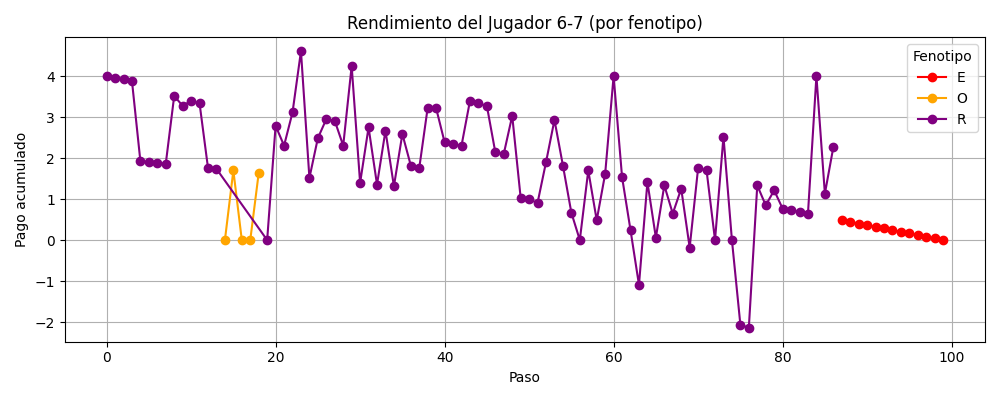 Rendimiento del Jugador 6-7 (por fenotipo)
Pago acumulado
4
3
2
1
0
−1
−2
0
20
40
60
80
100
Paso
Fenotipo
E
O
R